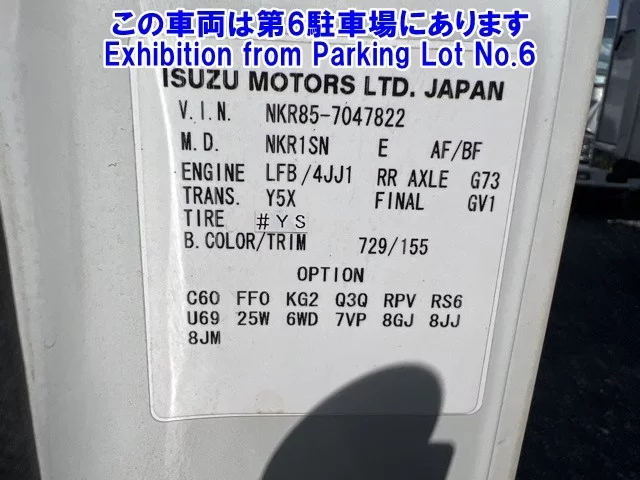 この車両は第6駐車場にあります
Exhibition from Parking Lot No.6
ISUZU MOTORS LTD. JAPAN
V.I.N. NKR85-7047822
M.D. NKR1SN E AF/BF
ENGINE LFB/4JJ1 RR AXLE G73
TRANS. Y5X FINAL GV1
TIRE #YS
B.COLOR/TRIM 729/155
OPTION
C60 FFO KG2 Q3Q RPV RS6
U69 25W 6WD 7VP 8GJ 8JJ
8JM